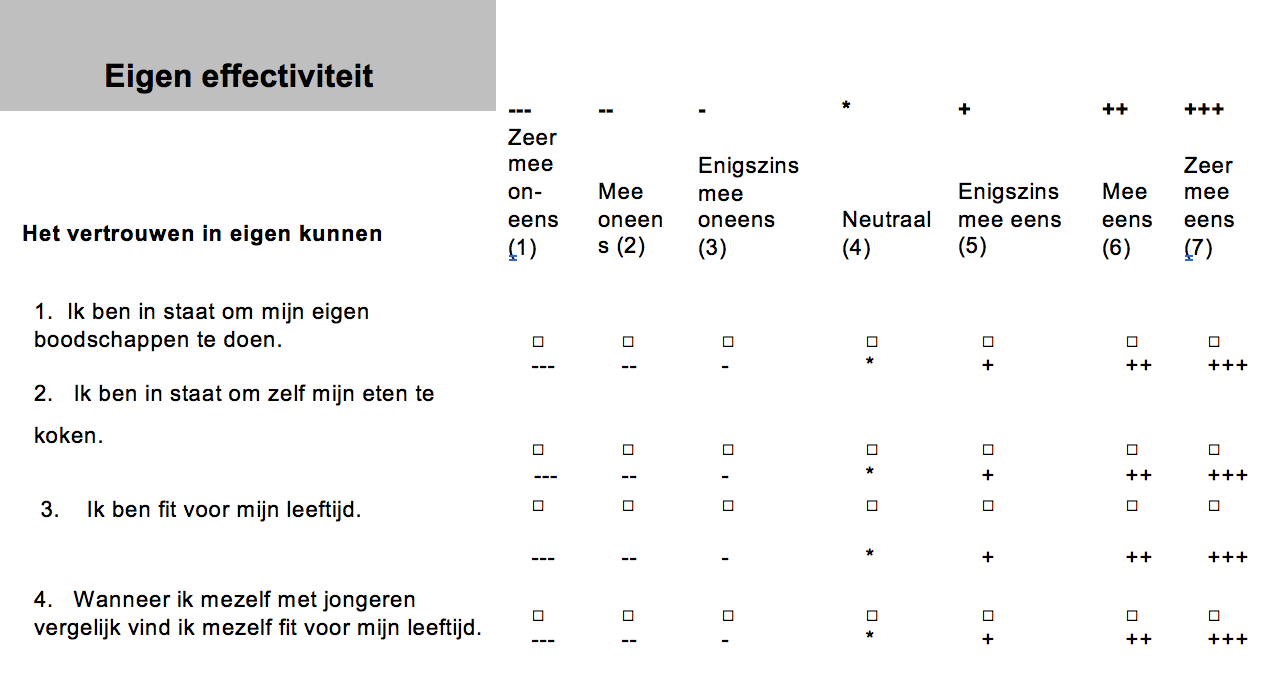 Eigen effectiviteit
--- -- - * + ++ +++
Zeer
mee
on-
eens
(1)
Mee
oneen
s (2)
Enigszins
mee
oneens
(3)
Neutraal
(4)
Enigszins
mee eens
(5)
Mee
eens
(6)
Zeer
mee
eens
(7)
Het vertrouwen in eigen kunnen
1. Ik ben in staat om mijn eigen
boodschappen te doen.
□ □ □ □ □ □ □
--- -- - * + ++ +++
2. Ik ben in staat om zelf mijn eten te
koken.
□ □ □ □ □ □ □
--- -- - * + ++ +++
3. Ik ben fit voor mijn leeftijd.
□ □ □ □ □ □ □
--- -- - * + ++ +++
4. Wanneer ik mezelf met jongeren
vergelijk vind ik mezelf fit voor mijn leeftijd.
□ □ □ □ □ □ □
--- -- - * + ++ +++